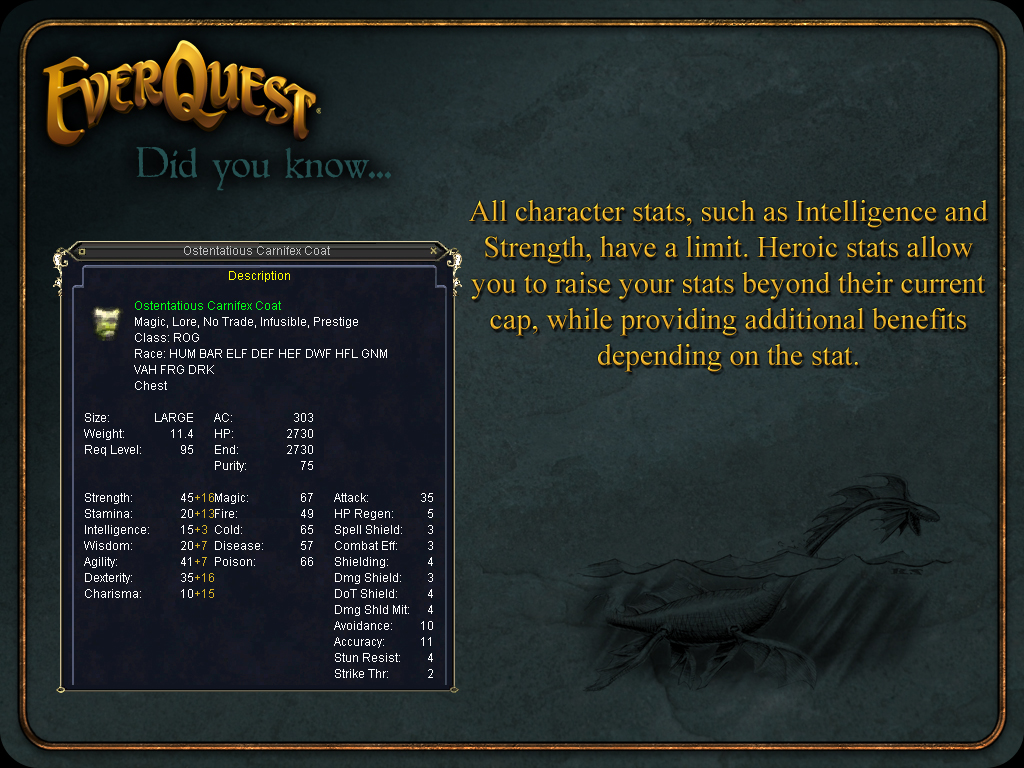 EverQuest
Did you know...
All character stats, such as Intelligence and
Strength, have a limit. Heroic stats allow
you to raise your stats beyond their current
cap, while providing additional benefits
depending on the stat.
Ostentatious Carnifex Coat
Description
Ostentatious Carnifex Coat
Magic, Lore, No Trade, Infusible, Prestige
Class: ROG
Race: HUM BAR ELF DEF HEF DWF HFL GNM
VAH FRG DRK
Chest
Size: LARGE AC: 303
Weight: 11.4 HP: 2730
Req Level: 95 End: 2730
Purity: 75
Strength: 45+16 Magic: 67 Attack: 35
Stamina: 20+13 Fire: 49 HP Regen: 5
Intelligence: 15+3 Cold: 65 Spell Shield: 3
Wisdom: 20+7 Disease: 57 Combat Eff: 3
Agility: 41+7 Poison: 66 Shielding: 4
Dexterity: 35+16 Dmg Shield: 3
Charisma: 10+15 DoT Shield: 4
Dmg Shld Mit: 4
Avoidance: 10
Accuracy: 11
Stun Resist: 4
Strike Thr: 2